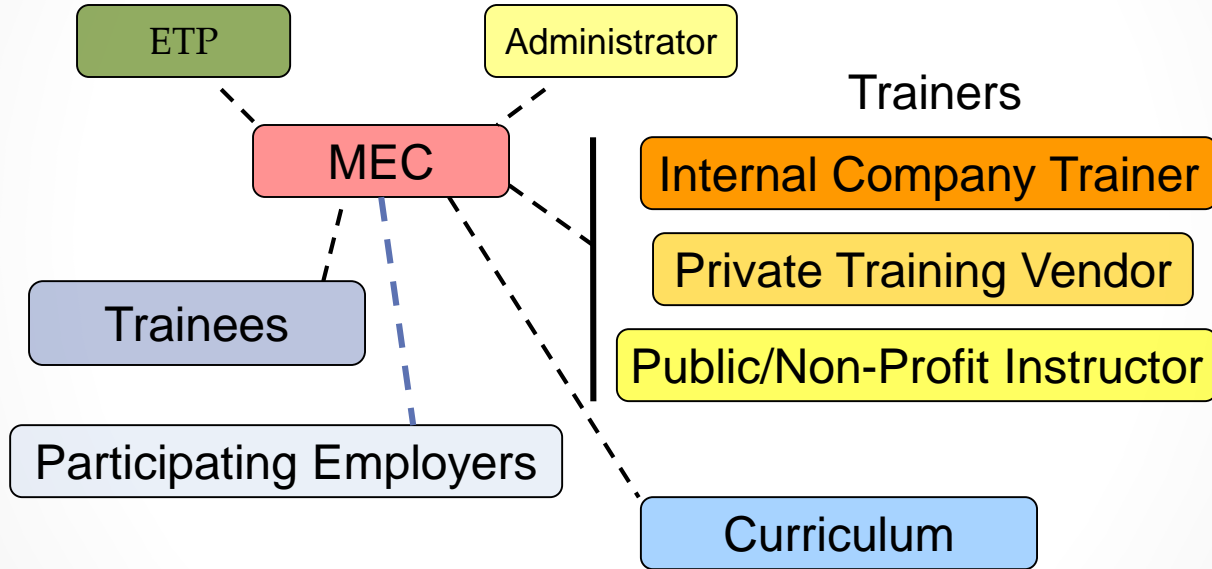 ETP
Administrator
Trainers
MEC
Internal Company Trainer
Private Training Vendor
Trainees
Public/Non-Profit Instructor
Participating Employers
Curriculum